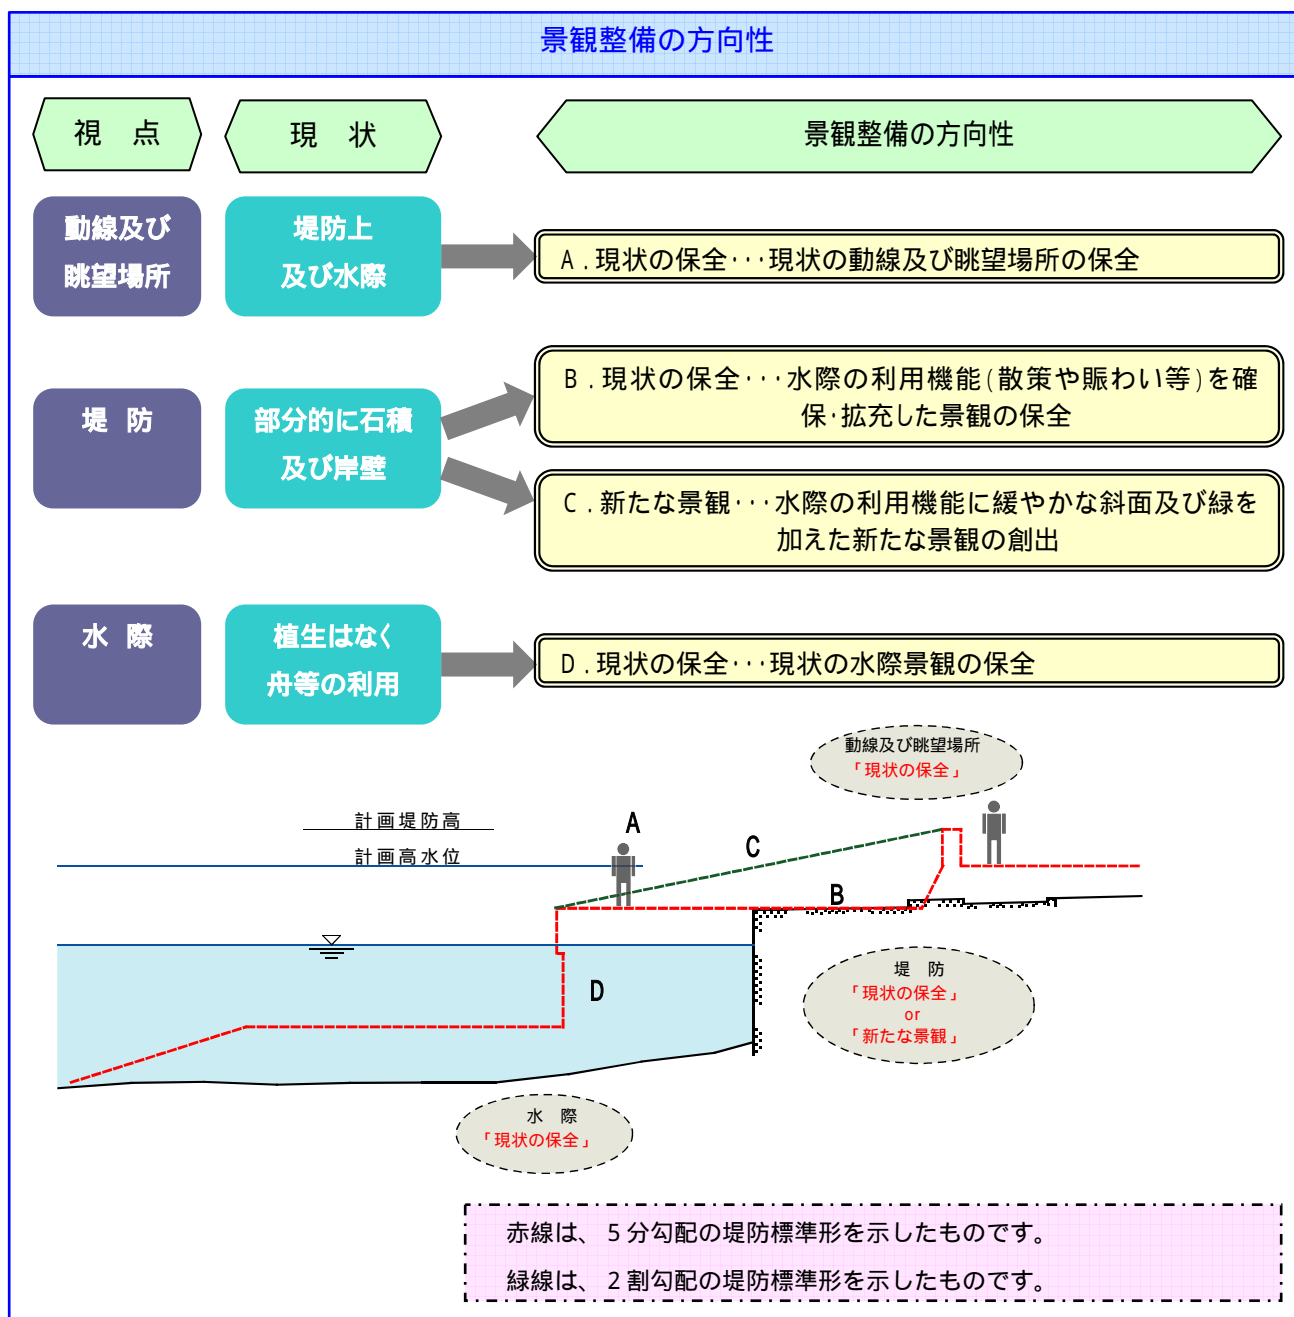 景観整備の方向性
視 点
現 状
景観整備の方向性
動線及び
眺望場所
堤防上
及び水際
A．現状の保全･･･現状の動線及び眺望場所の保全
堤 防
部分的に石積
及び岸壁
B．現状の保全･･･水際の利用機能(散策や賑わい等)を確
保･拡充した景観の保全
C．新たな景観･･･水際の利用機能に緩やかな斜面及び緑を
加えた新たな景観の創出
水 際
植生はなく
舟等の利用
D．現状の保全･･･現状の水際景観の保全
動線及び眺望場所
「現状の保全」
計画堤防高
計画高水位
A
C
B
D
堤 防
「現状の保全」
or
「新たな景観」
水 際
「現状の保全」
赤線は、5分勾配の堤防標準形を示したものです。
緑線は、2割勾配の堤防標準形を示したものです。